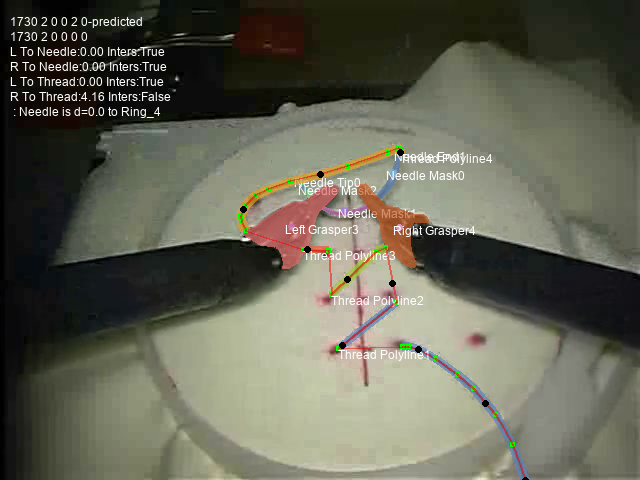 1730 2 0 0 2 0-predicted
1730 2 0 0 0 0
L To Needle:0.00 Inters:True
R To Needle:0.00 Inters:True
L To Thread:0.00 Inters:True
R To Thread:4.16 Inters:False
: Needle is d=0.0 to Ring_4
Needle End1
Thread Polyline4
Needle Mask0
Needle Tip0
Needle Mask2
Needle Mask1
Left Grasper3
Right Grasper4
Thread Polyline3
Thread Polyline2
Thread Polyline1